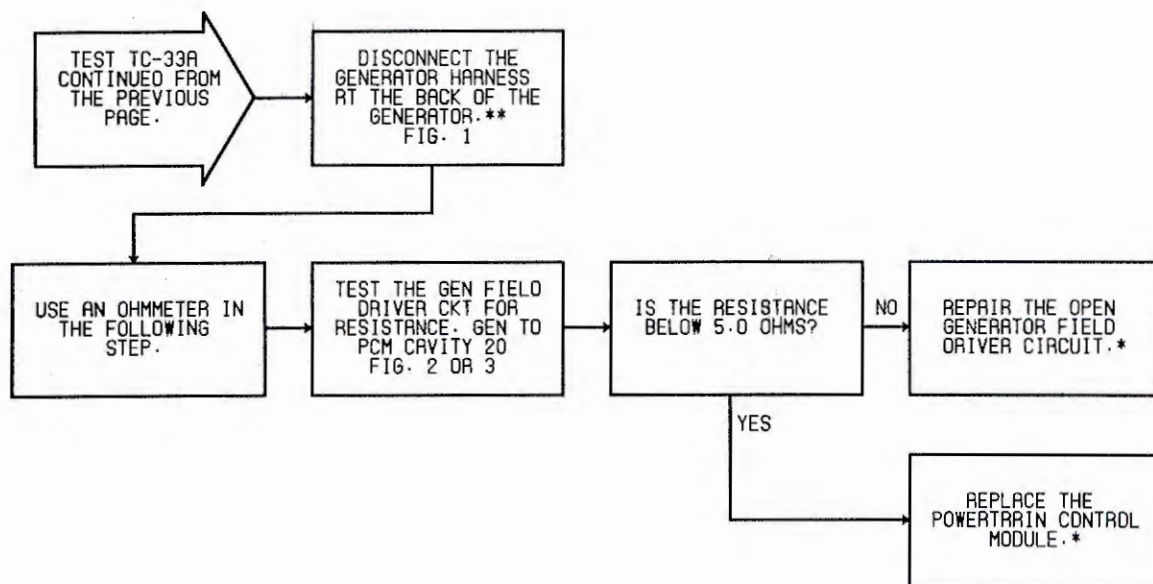 TEST TC-33A
CONTINUED FROM
THE PREVIOUS
PAGE.
DISCONNECT THE
GENERATOR HARNESS
AT THE BACK OF THE
GENERATOR.**
FIG. 1
USE AN OHMMETER IN
THE FOLLOWING
STEP.
TEST THE GEN FIELD
DRIVER CKT FOR
RESISTANCE. GEN TO
PCM CAVITY 20
FIG. 2 OR 3
IS THE RESISTANCE
BELOW 5.0 OHMS?
NO
REPAIR THE OPEN
GENERATOR FIELD
DRIVER CIRCUIT.*
YES
REPLACE THE
POWERTRAIN CONTROL
MODULE.*